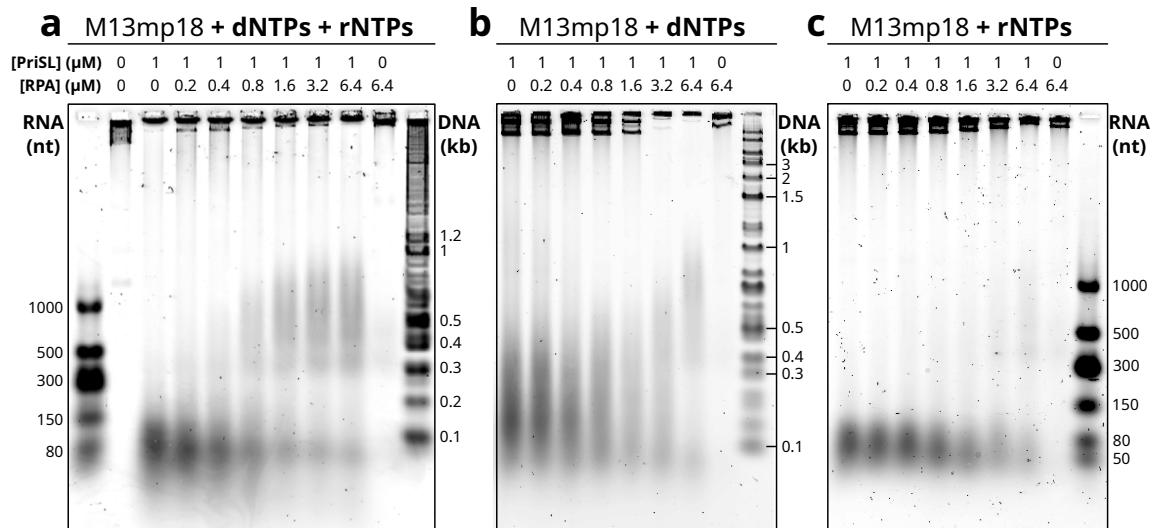 a M13mp18 + dNTPs + rNTPs
b M13mp18 + dNTPs
c M13mp18 + rNTPs
[PriSL] (µM) 0 1 1 1 1 1 1 1 0
[RPA] (µM) 0 0 0.2 0.4 0.8 1.6 3.2 6.4 6.4
1 1 1 1 1 1 1 0
0 0.2 0.4 0.8 1.6 3.2 6.4 6.4
1 1 1 1 1 1 1 0
0 0.2 0.4 0.8 1.6 3.2 6.4 6.4
RNA
(nt)
1000
500
300
150
80
DNA
(kb)
1.2
1
0.5
0.4
0.3
0.2
0.1
DNA
(kb)
3
2
1.5
1
0.5
0.4
0.3
0.1
RNA
(nt)
1000
500
300
150
80
50